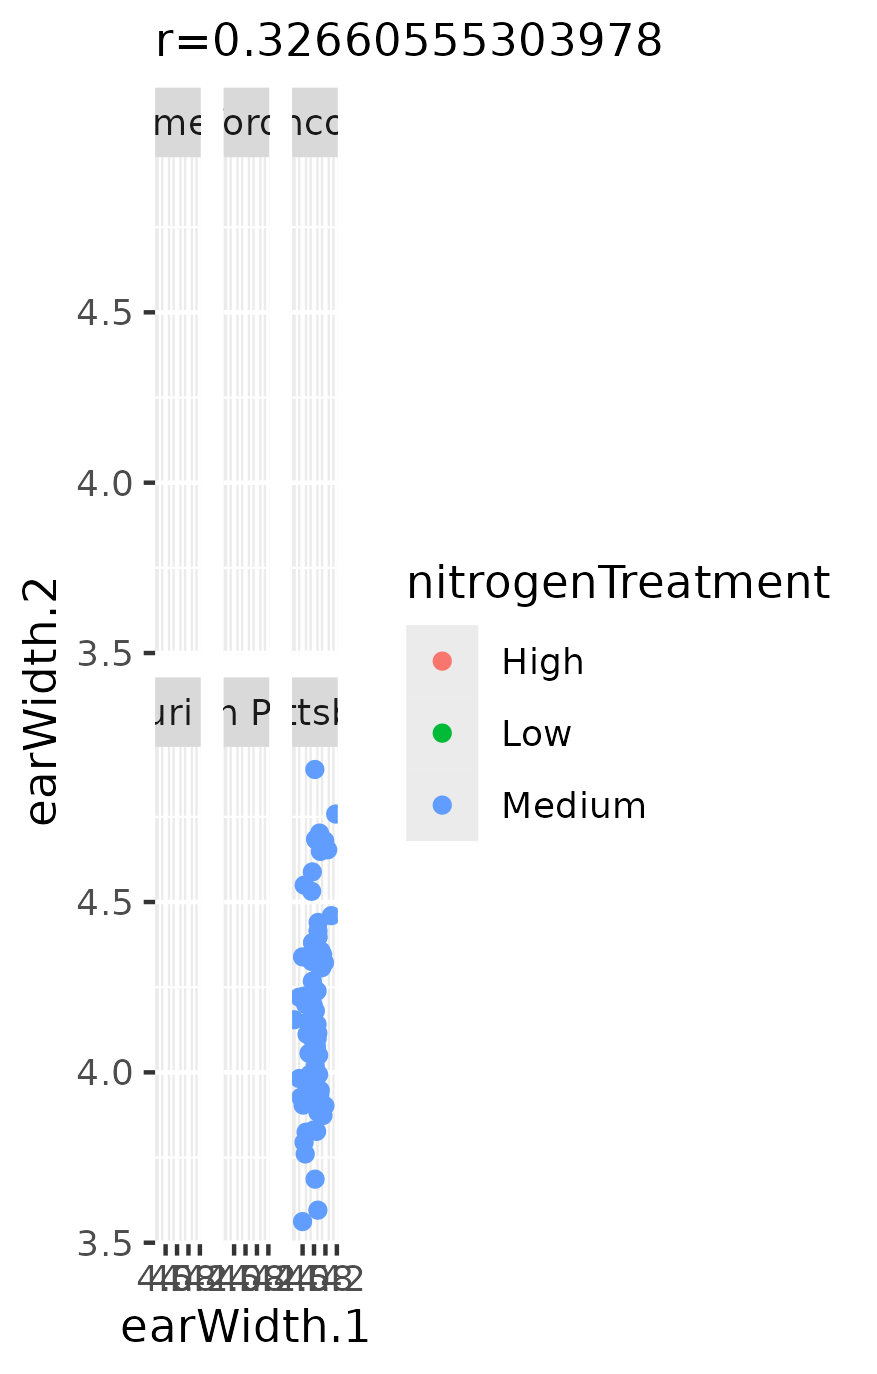 r=0.32660555303978
4.5
4.0
3.5
4.5
4.0
3.5
earWidth.2
earWidth.1
nitrogenTreatment
High
Low
Medium